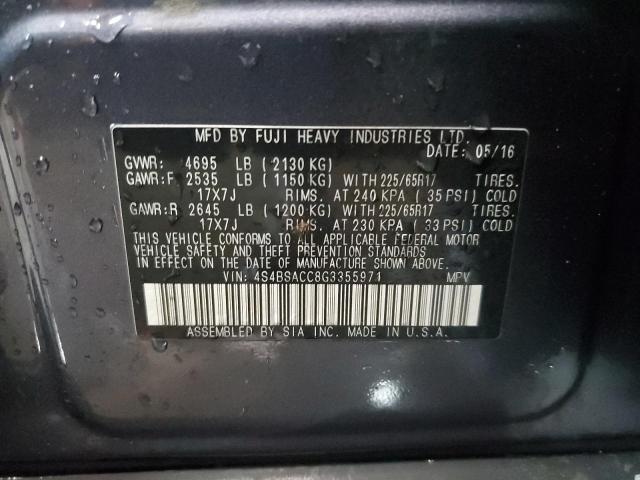 MFD BY FUJI HEAVY INDUSTRIES LTD.
DATE: 05/16
GVWR: 4695 LB (2130 KG)
GAWR:F 2535 LB (1150 KG) WITH 225/65R17 TIRES.
17X7J RIMS. AT 240 KPA (35 PSI) COLD
GAWR:R 2645 LB (1200 KG) WITH 225/65R17 TIRES.
17X7J RIMS. AT 230 KPA (33 PSI) COLD
THIS VEHICLE CONFORMS TO ALL APPLICABLE FEDERAL MOTOR
VEHICLE SAFETY AND THEFT PREVENTION STANDARDS
IN EFFECT ON THE DATE OF MANUFACTURE SHOWN ABOVE.
VIN: 4S4BSACC8G3355971 MPV
ASSEMBLED BY SIA INC. MADE IN U.S.A.